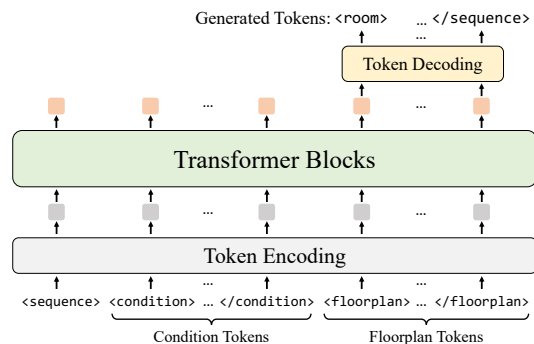 Generated Tokens: <room> ... </sequence>
...
Token Decoding
... ...
Transformer Blocks
... ...
Token Encoding
... ...
<sequence> <condition> ... </condition> <floorplan> ... </floorplan>
Condition Tokens Floorplan Tokens